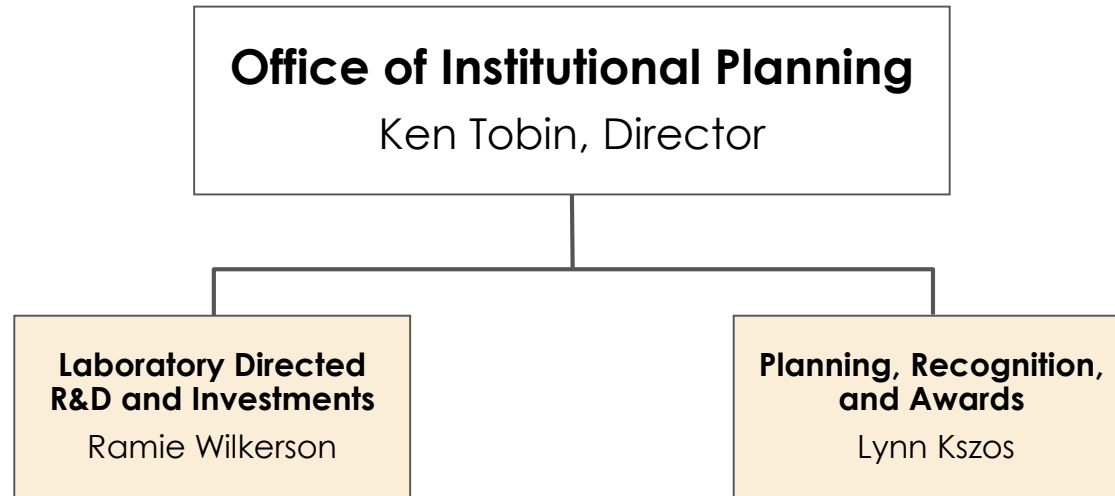 Office of Institutional Planning
Ken Tobin, Director
Laboratory Directed
R&D and Investments
Ramie Wilkerson
Planning, Recognition,
and Awards
Lynn Kszos